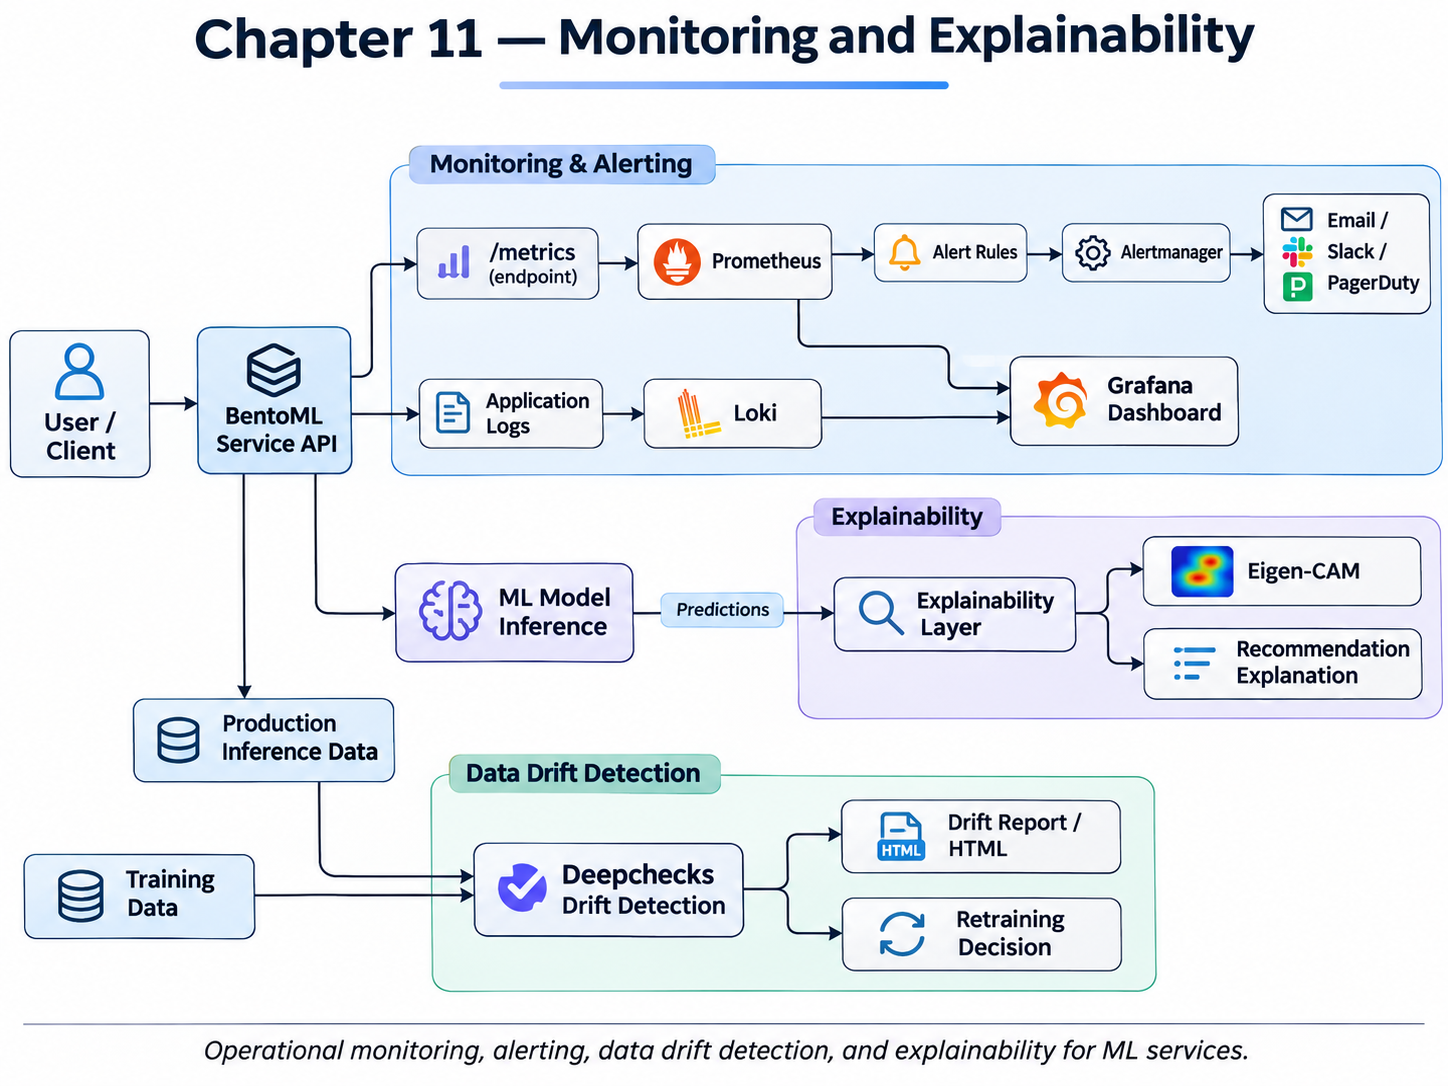 Chapter 11 — Monitoring and Explainability
Monitoring & Alerting
/metrics
(endpoint)
Prometheus
Alert Rules
Alertmanager
Email /
Slack /
PagerDuty
User /
Client
BentoML
Service API
Application
Logs
Loki
Grafana
Dashboard
Explainability
ML Model
Inference
Predictions
Explainability
Layer
Eigen-CAM
Recommendation
Explanation
Production
Inference Data
Data Drift Detection
Training
Data
Deepchecks
Drift Detection
HTML
Drift Report /
HTML
Retraining
Decision
Operational monitoring, alerting, data drift detection, and explainability for ML services.